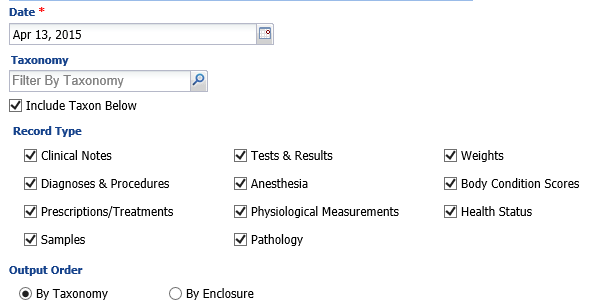 Date *
Apr 13, 2015
Taxonomy
Filter By Taxonomy
Include Taxon Below
Record Type
Clinical Notes Tests & Results Weights
Diagnoses & Procedures Anesthesia Body Condition Scores
Prescriptions/Treatments Physiological Measurements Health Status
Samples Pathology
Output Order
By Taxonomy By Enclosure